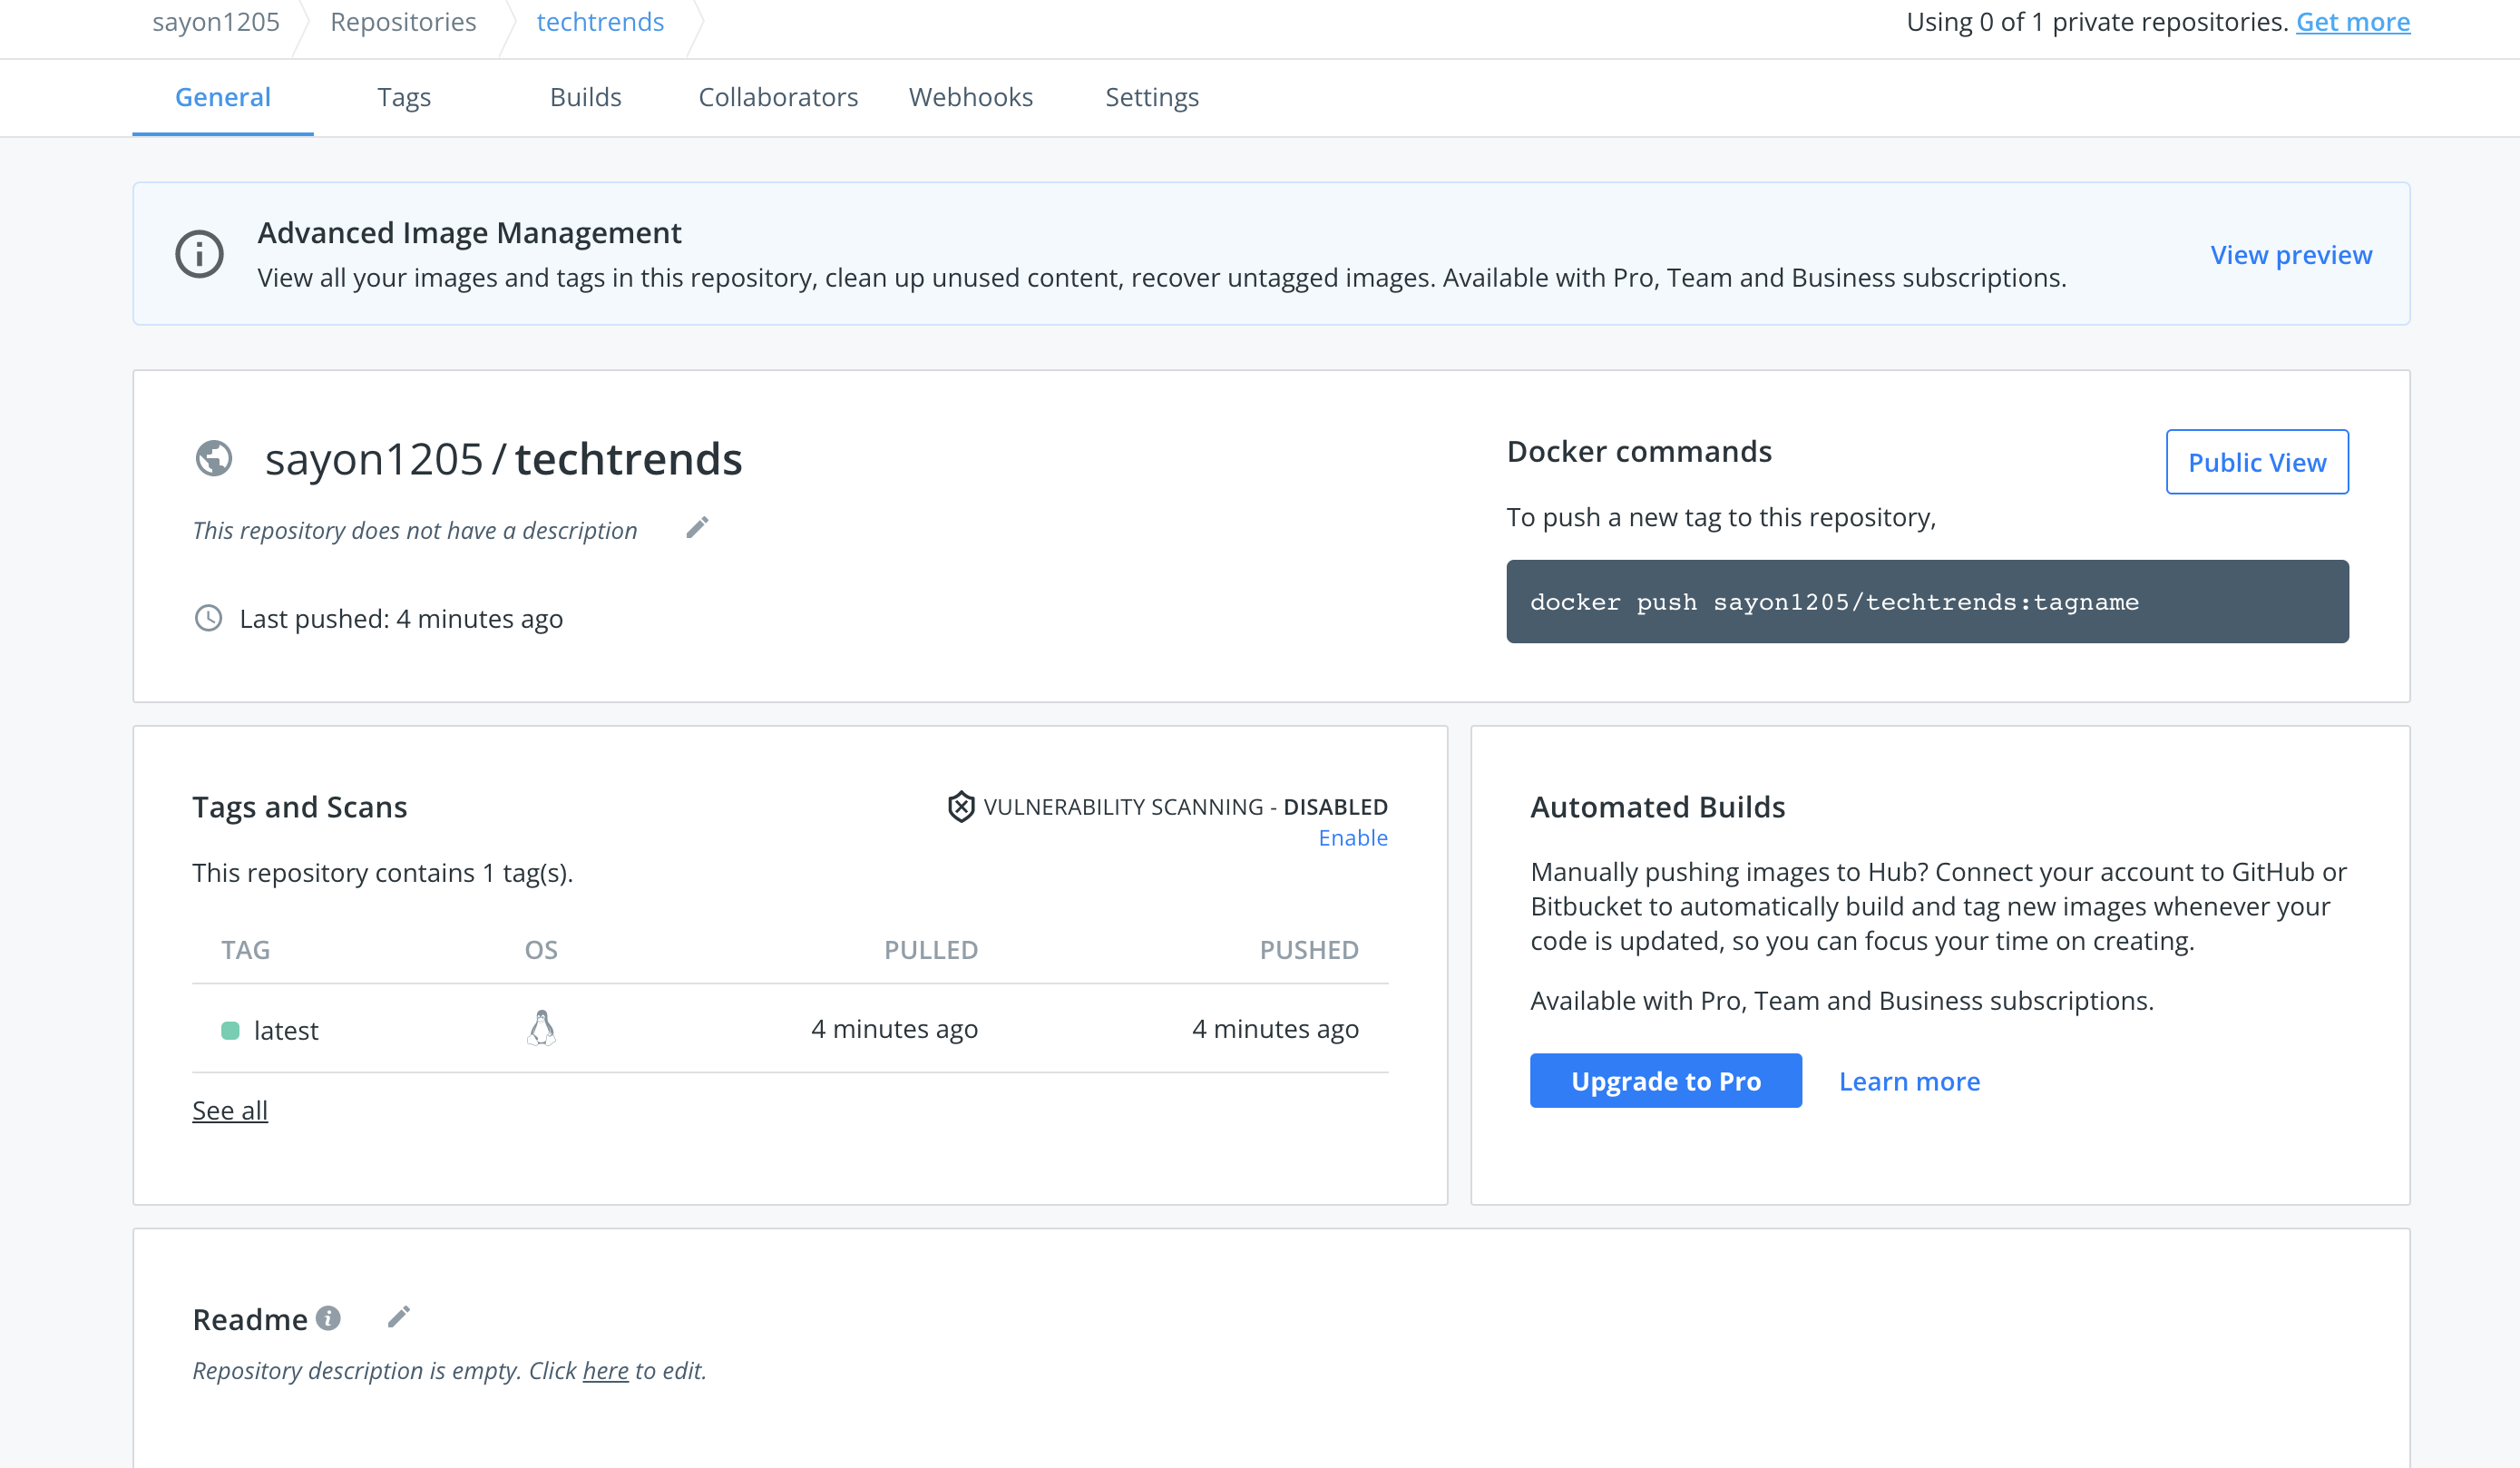 sayon1205 Repositories techtrends Using 0 of 1 private repositories. Get more
General Tags Builds Collaborators Webhooks Settings
Advanced Image Management
View all your images and tags in this repository, clean up unused content, recover untagged images. Available with Pro, Team and Business subscriptions.
View preview
sayon1205 / techtrends
This repository does not have a description
Last pushed: 4 minutes ago
Docker commands
Public View
To push a new tag to this repository,
docker push sayon1205/techtrends:tagname
Tags and Scans
VULNERABILITY SCANNING - DISABLED
Enable
This repository contains 1 tag(s).
TAG OS PULLED PUSHED
latest 4 minutes ago 4 minutes ago
See all
Automated Builds
Manually pushing images to Hub? Connect your account to GitHub or
Bitbucket to automatically build and tag new images whenever your
code is updated, so you can focus your time on creating.
Available with Pro, Team and Business subscriptions.
Upgrade to Pro Learn more
Readme
Repository description is empty. Click here to edit.